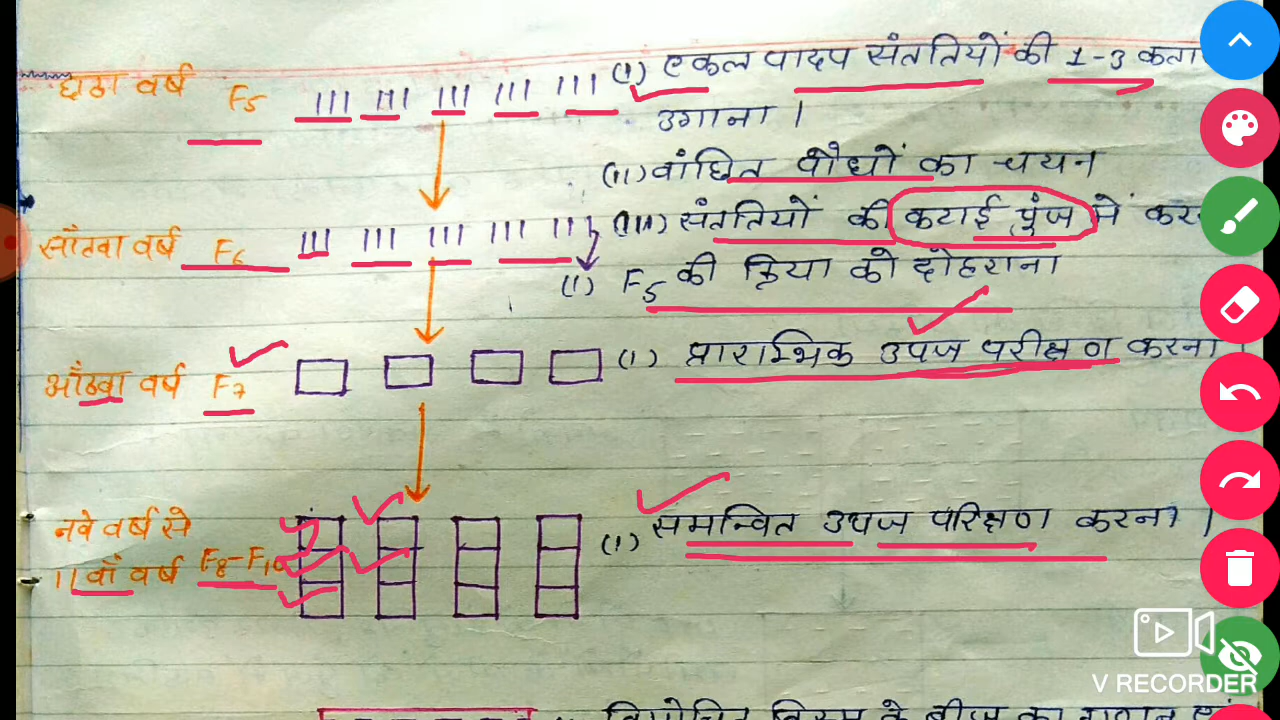 छठा वर्ष F5 (i) एकल पादप संततियों की 1-3 कता
उगाना ।
(ii) वांछित पौधों का चयन
(iii) संततियों की कटाई पुंज में कर
सातवा वर्ष F6
(i) F5 की क्रिया को दोहराना
आँठवा वर्ष F7 (i) प्रारम्भिक उपज परीक्षण करना ।
नवे वर्ष से
11वाँ वर्ष F8-F10 (i) समन्वित उपज परिक्षण करना ।
V RECORDER